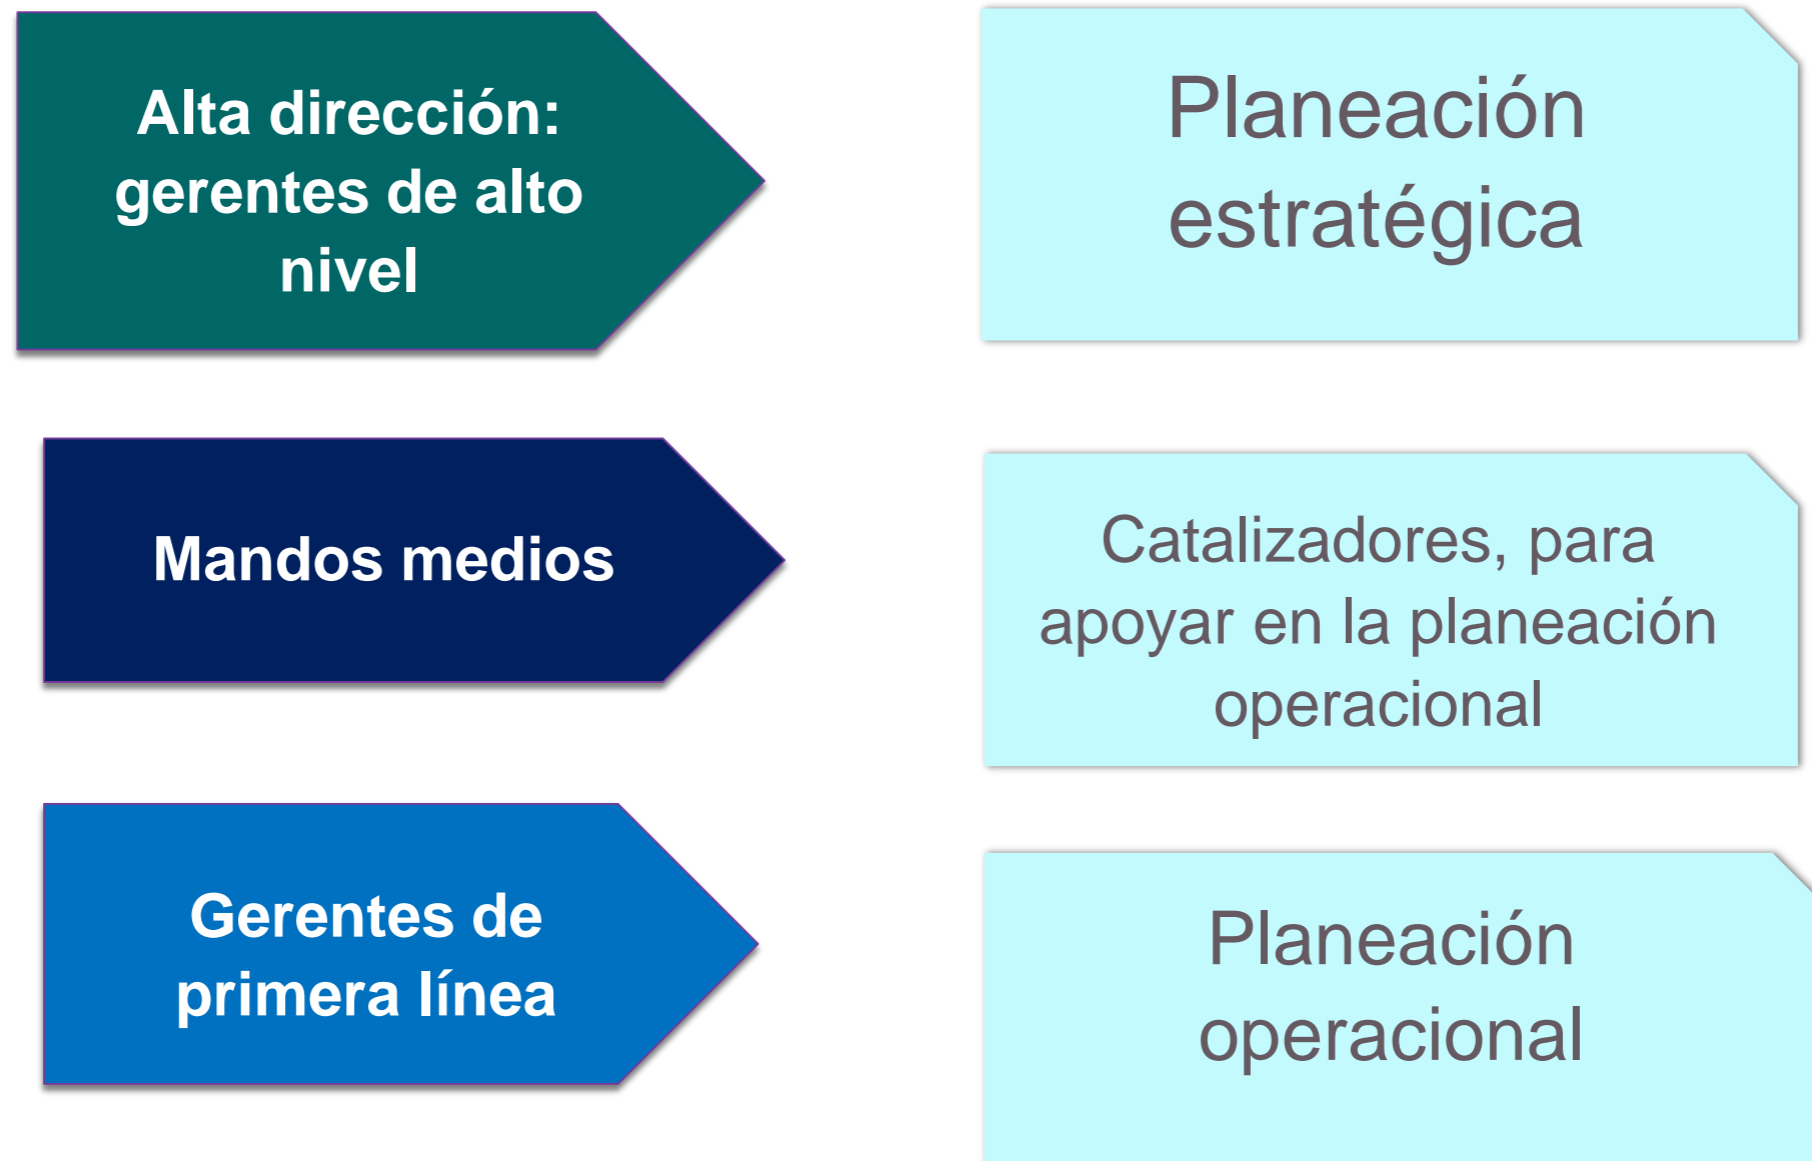 Alta dirección:
gerentes de alto
nivel
Planeación
estratégica
Mandos medios
Catalizadores, para
apoyar en la planeación
operacional
Gerentes de
primera línea
Planeación
operacional